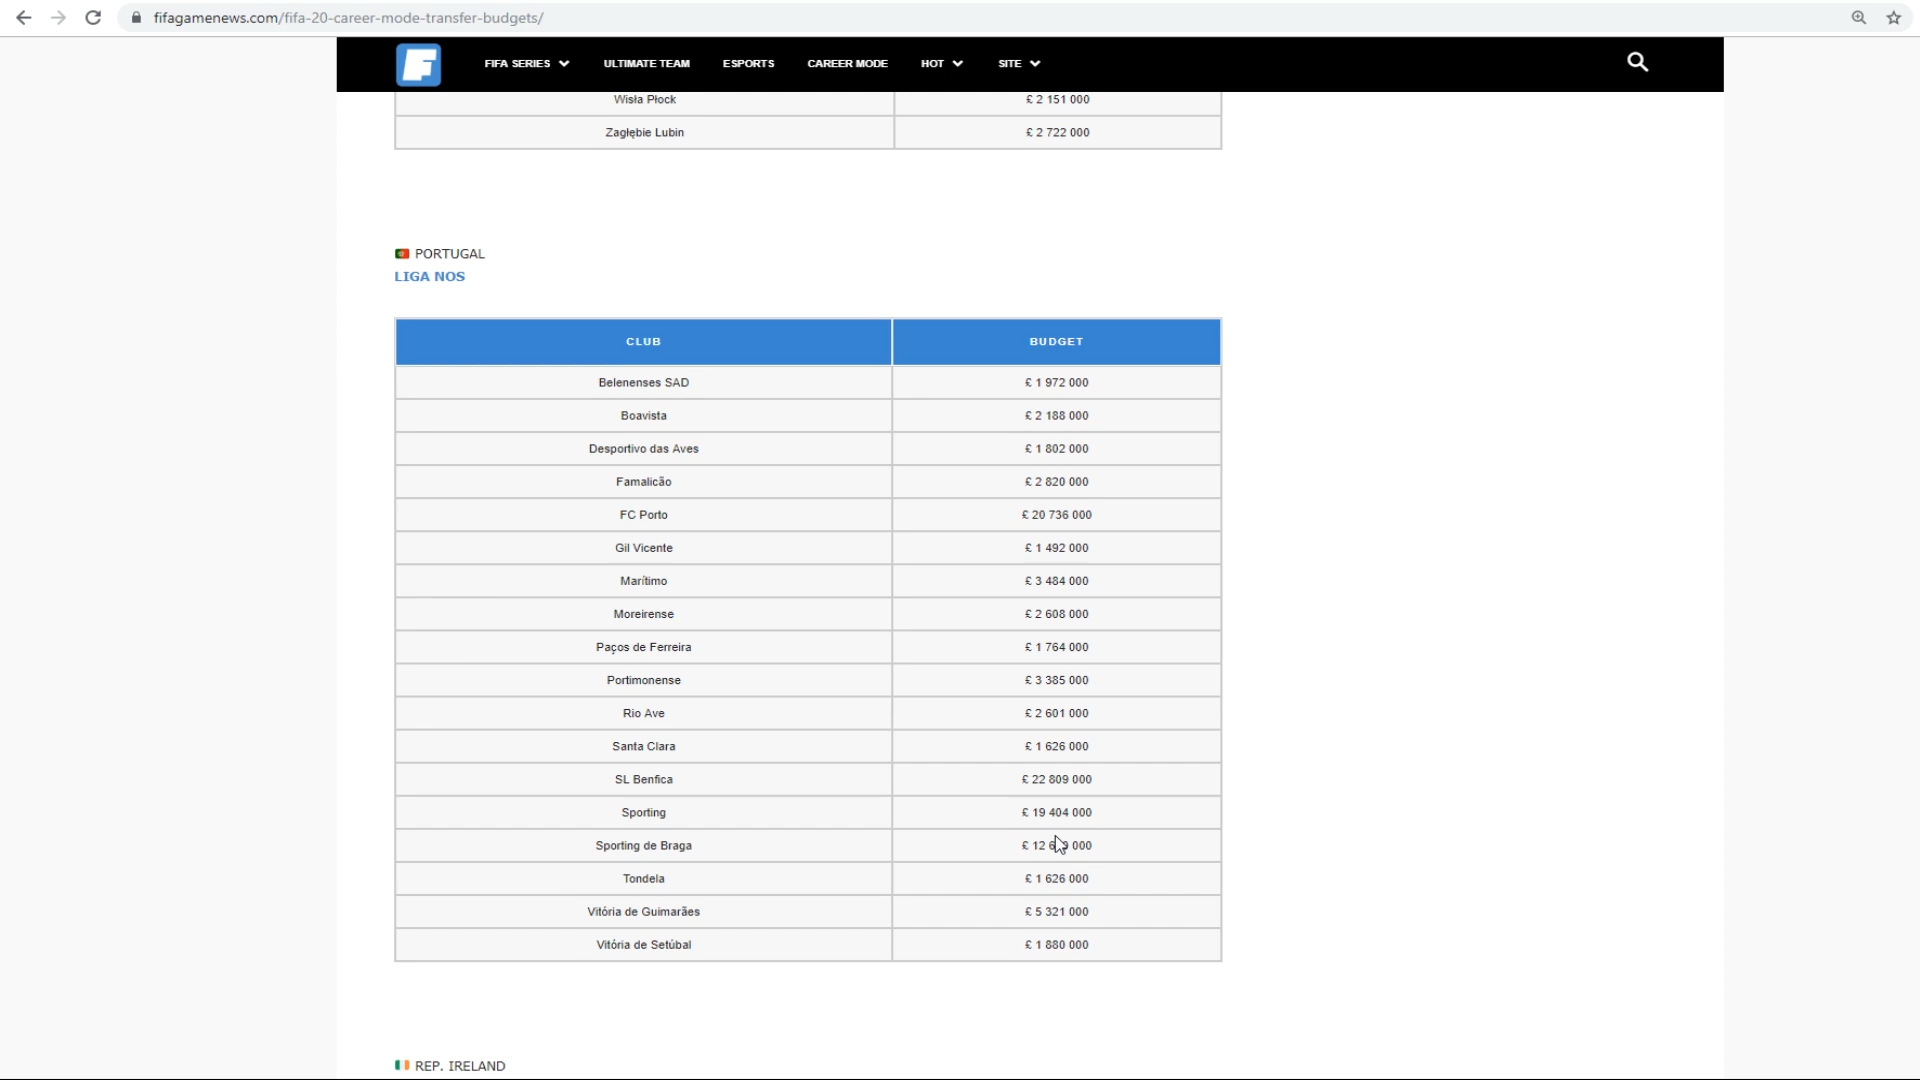 fifagamenews.com/fifa-20-career-mode-transfer-budgets/
FIFA SERIES ULTIMATE TEAM ESPORTS CAREER MODE HOT SITE
Wisła Płock £ 2 151 000
Zagłębie Lubin £ 2 722 000
PORTUGAL
LIGA NOS
CLUB BUDGET
Belenenses SAD £ 1 972 000
Boavista £ 2 188 000
Desportivo das Aves £ 1 802 000
Famalicão £ 2 820 000
FC Porto £ 20 736 000
Gil Vicente £ 1 492 000
Marítimo £ 3 484 000
Moreirense £ 2 608 000
Paços de Ferreira £ 1 764 000
Portimonense £ 3 385 000
Rio Ave £ 2 601 000
Santa Clara £ 1 626 000
SL Benfica £ 22 809 000
Sporting £ 19 404 000
Sporting de Braga £ 12 000
Tondela £ 1 626 000
Vitória de Guimarães £ 5 321 000
Vitória de Setúbal £ 1 880 000
REP. IRELAND